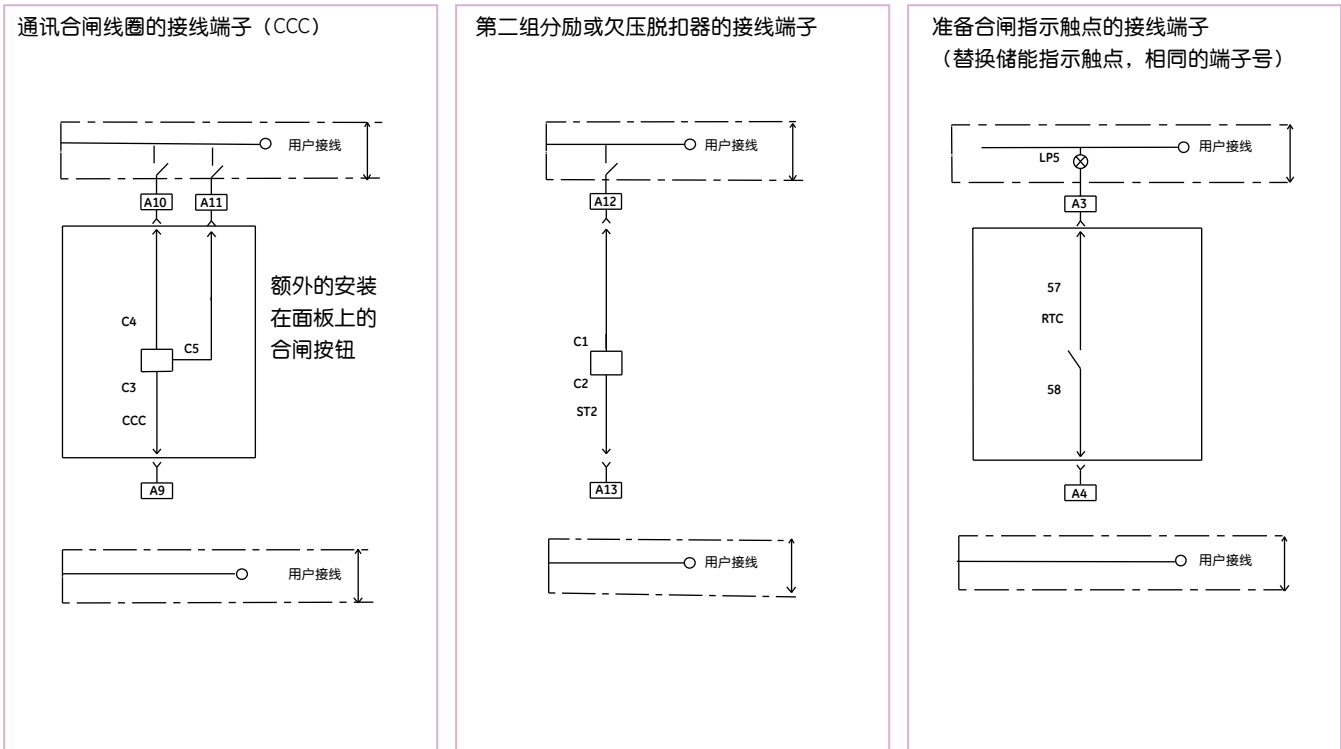 通讯合闸线圈的接线端子（CCC）
用户接线
A10
A11
额外的安装
在面板上的
合闸按钮
C4
C5
C3
CCC
A9
用户接线
第二组分励或欠压脱扣器的接线端子
用户接线
A12
C1
C2
ST2
A13
用户接线
准备合闸指示触点的接线端子
（替换储能指示触点，相同的端子号）
用户接线
LP5
A3
57
RTC
58
A4
用户接线